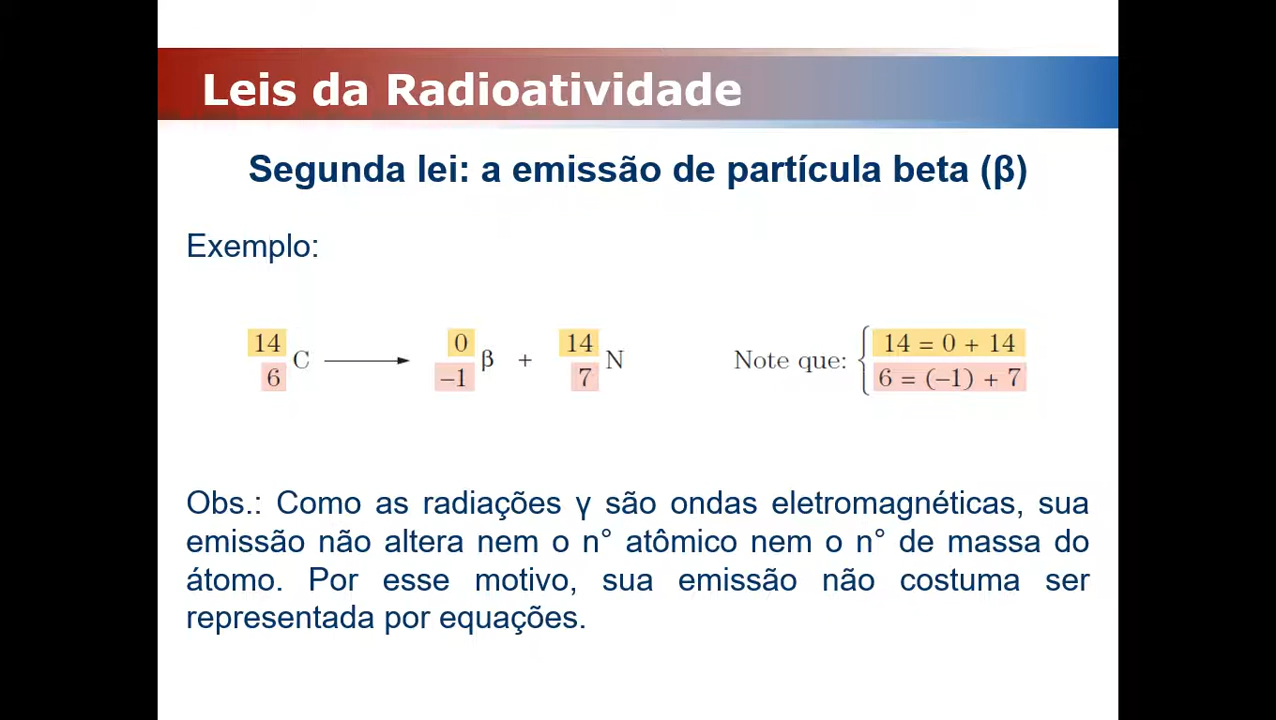 Leis da Radioatividade
Segunda lei: a emissão de partícula beta (β)
Exemplo:
14 0 14 14 = 0 + 14
C β + N Note que:
6 –1 7 6 = (–1) + 7
Obs.: Como as radiações γ são ondas eletromagnéticas, sua
emissão não altera nem o n° atômico nem o n° de massa do
átomo. Por esse motivo, sua emissão não costuma ser
representada por equações.